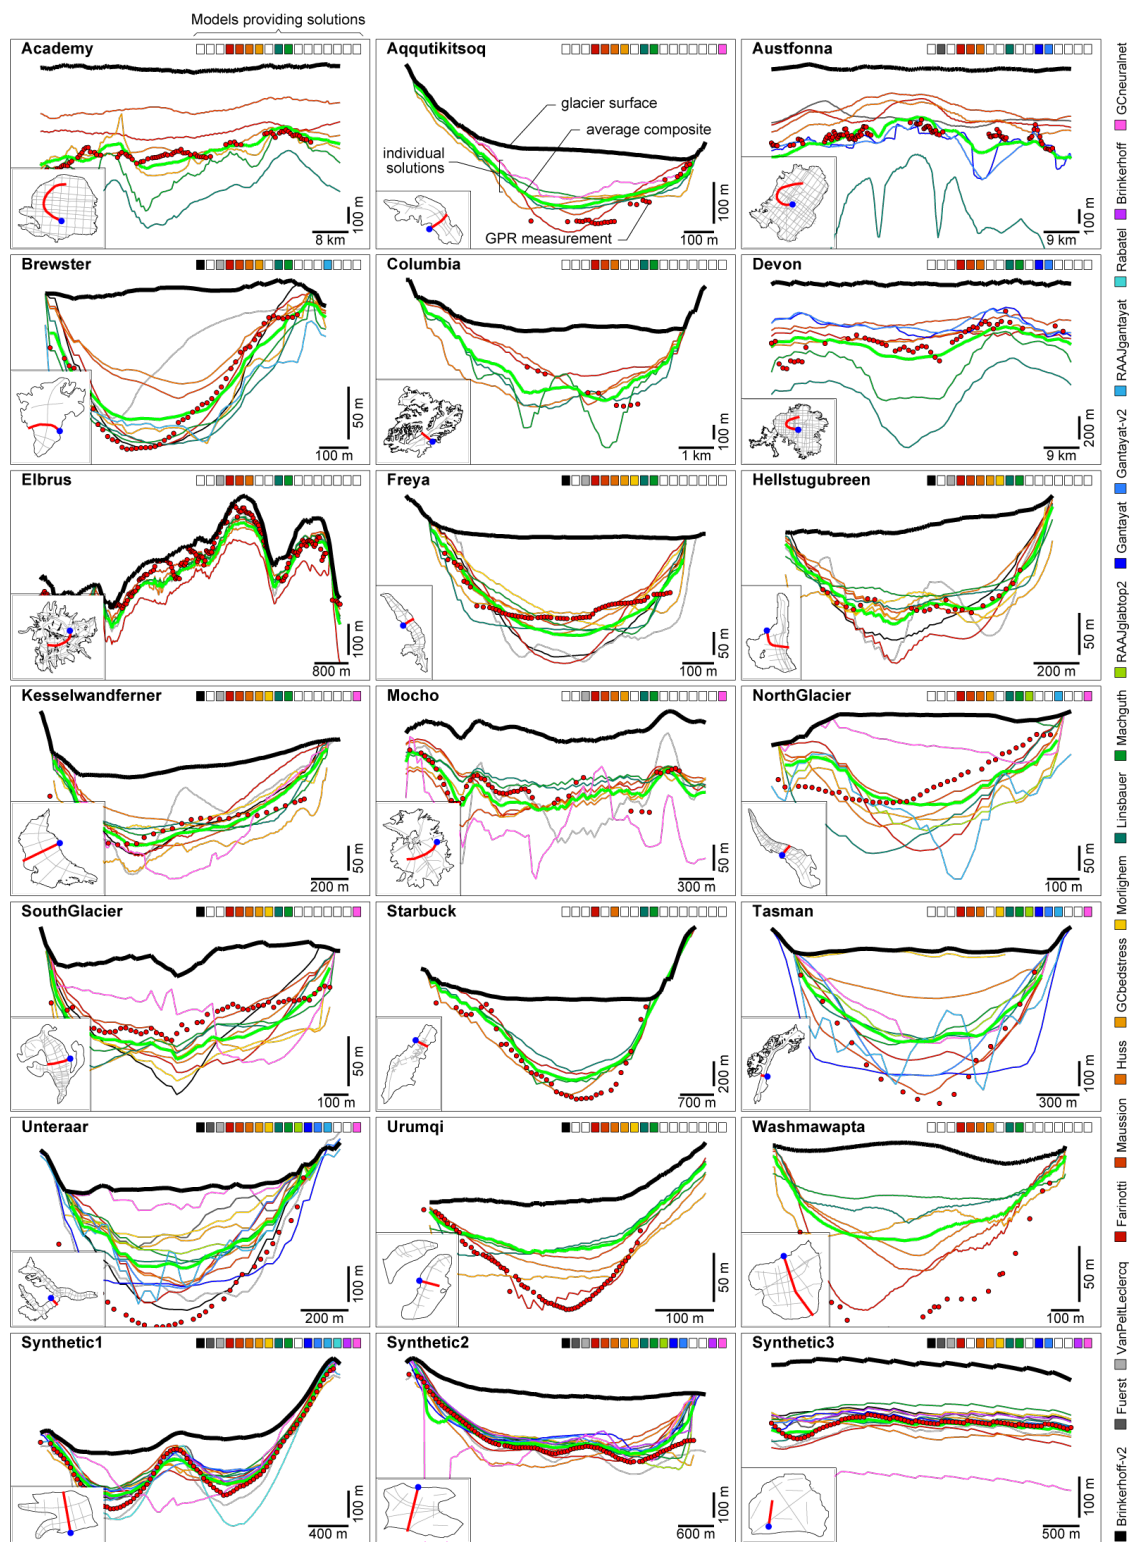 Models providing solutions
Academy
100 m
8 km
Aqqutikitsoq
glacier surface
average composite
individual
solutions
GPR measurement
100 m
100 m
Austfonna
100 m
9 km
Brewster
50 m
100 m
Columbia
100 m
1 km
Devon
200 m
9 km
Elbrus
100 m
800 m
Freya
50 m
100 m
Hellstugubreen
50 m
200 m
Kesselwandferner
50 m
200 m
Mocho
50 m
300 m
NorthGlacier
50 m
100 m
SouthGlacier
50 m
100 m
Starbuck
200 m
700 m
Tasman
100 m
300 m
Unteraar
100 m
200 m
Urumqi
50 m
100 m
Washmawapta
50 m
100 m
Synthetic1
100 m
400 m
Synthetic2
100 m
600 m
Synthetic3
100 m
500 m
Brinkerhoff-v2
Fuerst
VanPeltLeclercq
Farinotti
Maussion
Huss
GCbedstress
Morlighem
Linsbauer
Machguth
RAAJglabtop2
Gantayat
Gantayat-v2
RAAJgantayat
Rabatel
Brinkerhoff
GCneuralnet